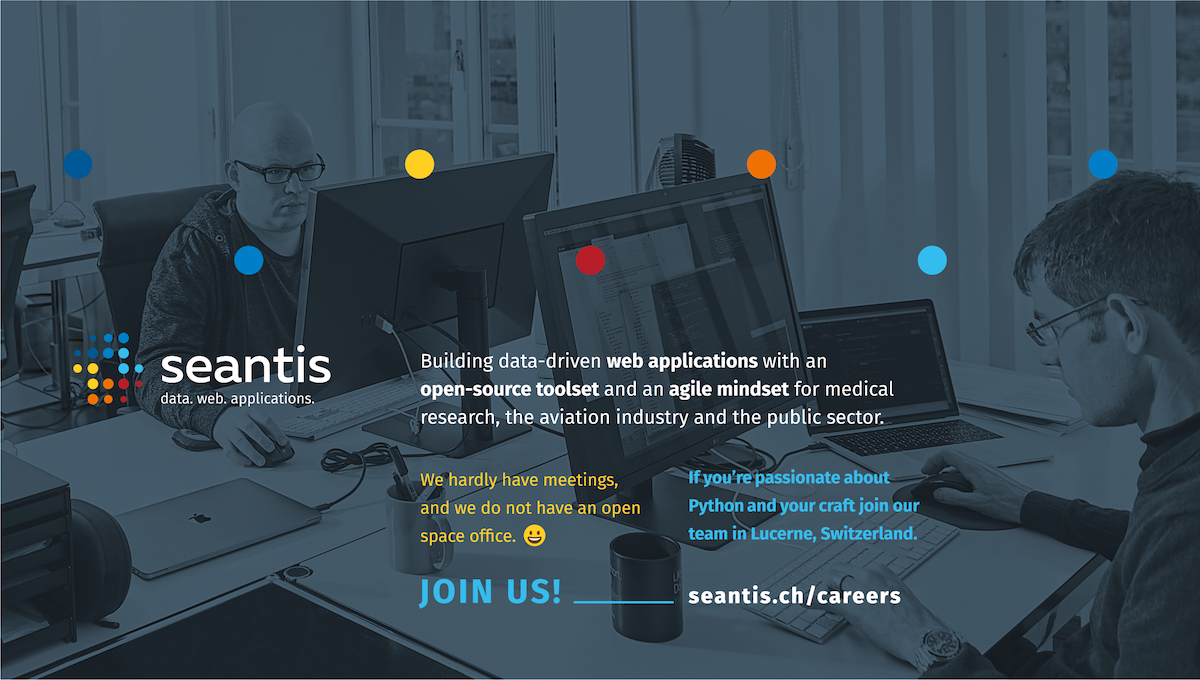 seantis
data. web. applications.
Building data-driven web applications with an
open-source toolset and an agile mindset for medical
research, the aviation industry and the public sector.
We hardly have meetings,
and we do not have an open
space office. 😀
If you're passionate about
Python and your craft join our
team in Lucerne, Switzerland.
JOIN US!
seantis.ch/careers